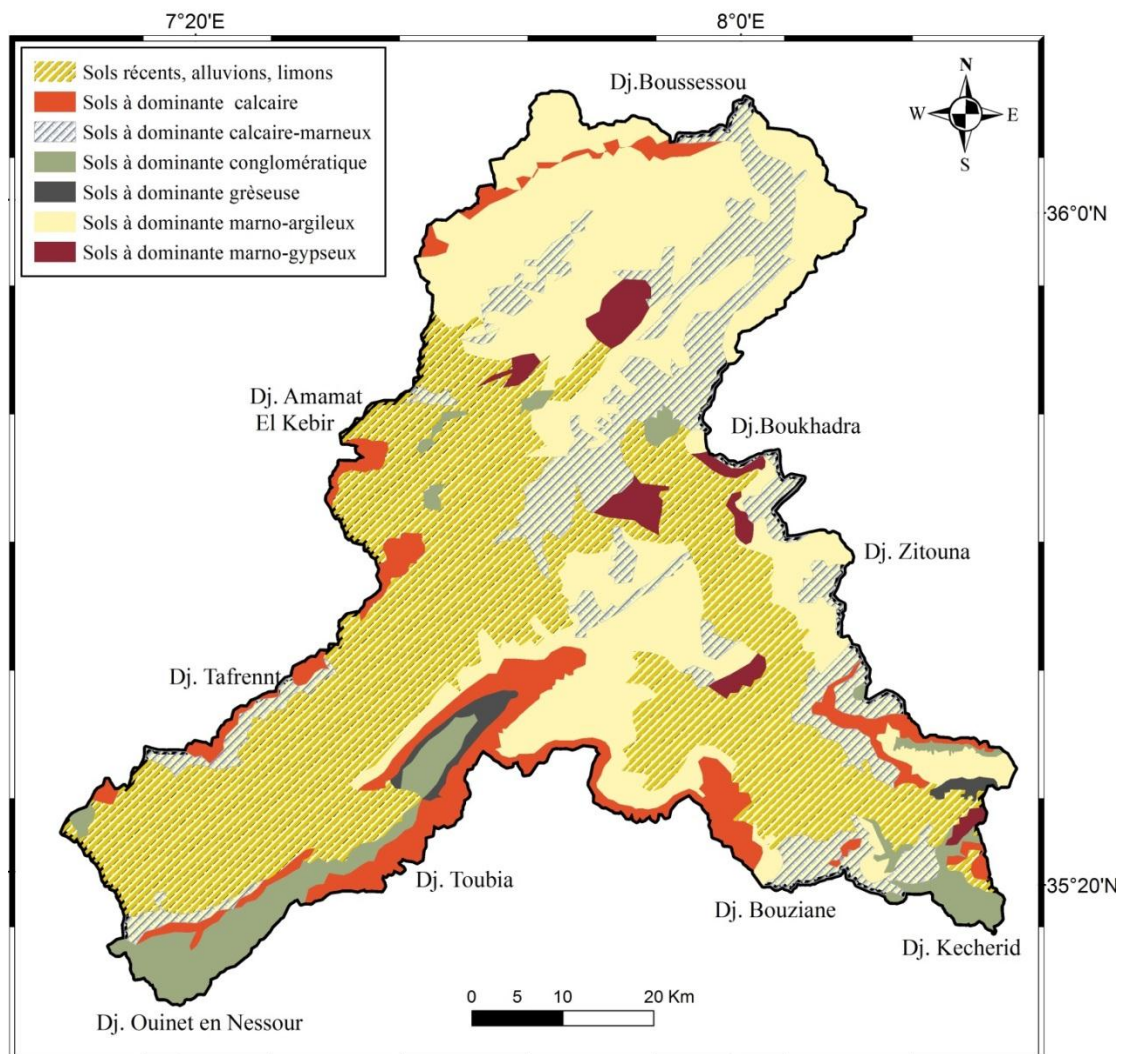 7°20'E
8°0'E
Sols récents, alluvions, limons
Sols à dominante calcaire
Sols à dominante calcaire-marneux
Sols à dominante conglomératique
Sols à dominante grèseuse
Sols à dominante marno-argileux
Sols à dominante marno-gypseux
Dj.Boussessou
N
W
E
S
36°0'N
Dj. Amamat
El Kebir
Dj.Boukhadra
Dj. Zitouna
Dj. Tafrennt
Dj. Toubia
35°20'N
Dj. Bouziane
Dj. Kecherid
Dj. Ouinet en Nessour
0 5 10 20 Km